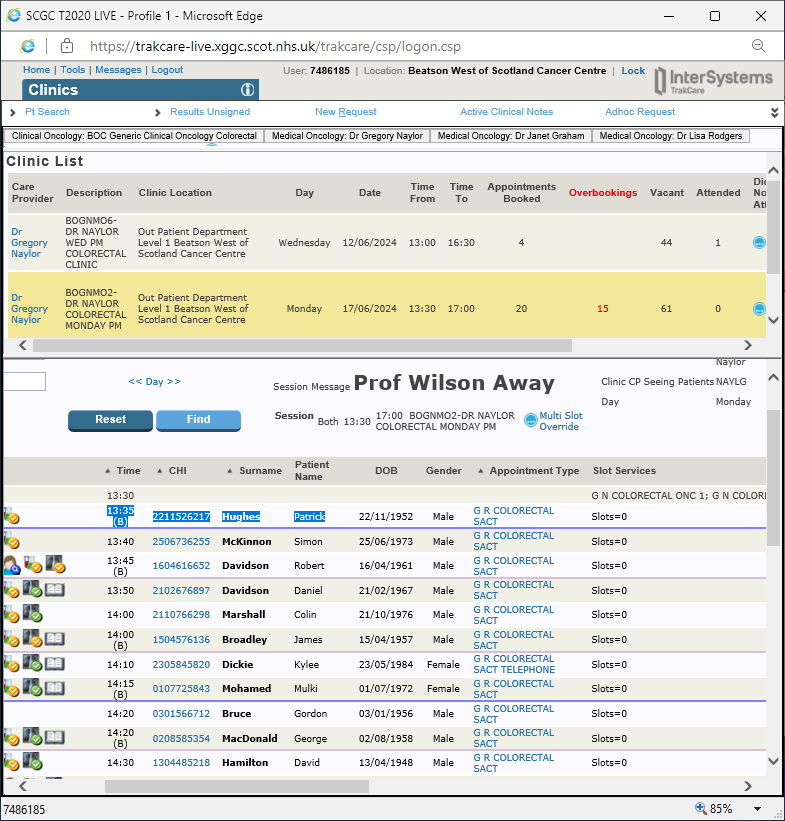 SCGC T2020 LIVE - Profile 1 - Microsoft Edge
https://trakcare-live.xggc.scot.nhs.uk/trakcare/csp/logon.csp
Home | Tools | Messages | Logout User: 7486185 | Location: Beatson West of Scotland Cancer Centre | Lock
InterSystems
TrakCare
Clinics
Pt Search Results Unsigned New Request Active Clinical Notes Adhoc Request
Clinical Oncology: BOC Generic Clinical Oncology Colorectal Medical Oncology: Dr Gregory Naylor Medical Oncology: Dr Janet Graham Medical Oncology: Dr Lisa Rodgers
Clinic List
Care Provider Description Clinic Location Day Date Time From Time To Appointments Booked Overbookings Vacant Attended Did No Att
Dr Gregory Naylor BOGNMO6-DR NAYLOR WED PM COLORECTAL CLINIC Out Patient Department Level 1 Beatson West of Scotland Cancer Centre Wednesday 12/06/2024 13:00 16:30 4 44 1
Dr Gregory Naylor BOGNMO2-DR NAYLOR COLORECTAL MONDAY PM Out Patient Department Level 1 Beatson West of Scotland Cancer Centre Monday 17/06/2024 13:30 17:00 20 15 61 0
Naylor
<< Day >> Session Message Prof Wilson Away Clinic CP Seeing Patients NAYLG
Day Monday
Reset Find Session Both 13:30 17:00 BOGNMO2-DR NAYLOR COLORECTAL MONDAY PM Multi Slot Override
Time CHI Surname Patient Name DOB Gender Appointment Type Slot Services
13:30 G N COLORECTAL ONC 1; G N COLORI
13:35 (B) 2211526217 Hughes Patrick 22/11/1952 Male G R COLORECTAL SACT Slots=0
13:40 2506736255 McKinnon Simon 25/06/1973 Male G R COLORECTAL SACT Slots=0
13:45 (B) 1604616652 Davidson Robert 16/04/1961 Male G R COLORECTAL SACT Slots=0
13:50 2102676897 Davidson Daniel 21/02/1967 Male G R COLORECTAL SACT Slots=0
14:00 2110766298 Marshall Colin 21/10/1976 Male G R COLORECTAL SACT Slots=0
14:00 (B) 1504576136 Broadley James 15/04/1957 Male G R COLORECTAL SACT Slots=0
14:10 2305845820 Dickie Kylee 23/05/1984 Female G R COLORECTAL SACT TELEPHONE Slots=0
14:15 (B) 0107725843 Mohamed Mulki 01/07/1972 Female G R COLORECTAL SACT Slots=0
14:20 0301566712 Bruce Gordon 03/01/1956 Male G R COLORECTAL SACT Slots=0
14:20 (B) 0208585354 MacDonald George 02/08/1958 Male G R COLORECTAL SACT Slots=0
14:30 1304485218 Hamilton David 13/04/1948 Male G R COLORECTAL SACT Slots=0
7486185 85%